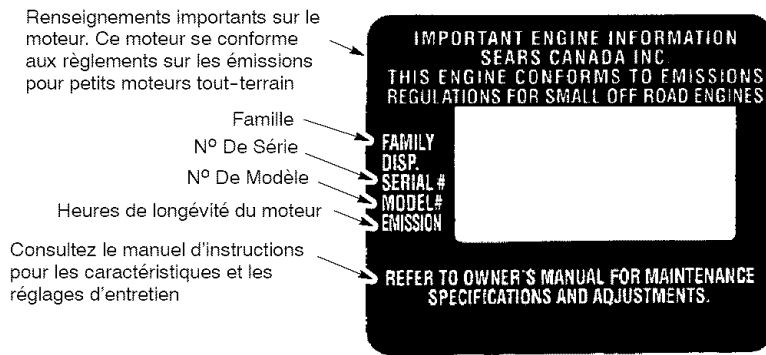 Renseignements importants sur le
moteur. Ce moteur se conforme
aux règlements sur les émissions
pour petits moteurs tout-terrain
Famille
Nº De Série
Nº De Modèle
Heures de longévité du moteur
Consultez le manuel d'instructions
pour les caractéristiques et les
réglages d'entretien
IMPORTANT ENGINE INFORMATION
SEARS CANADA INC
THIS ENGINE CONFORMS TO EMISSIONS
REGULATIONS FOR SMALL OFF ROAD ENGINES
FAMILY
DISP.
SERIAL #
MODEL#
EMISSION
REFER TO OWNER'S MANUAL FOR MAINTENANCE
SPECIFICATIONS AND ADJUSTMENTS.